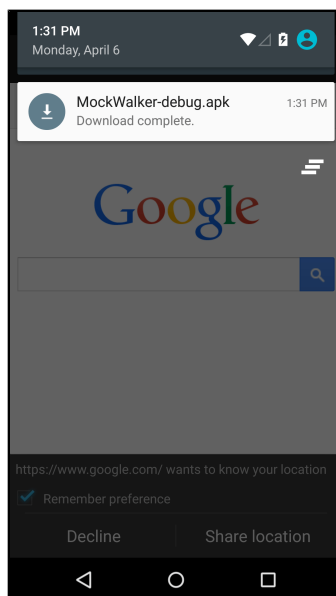 1:31 PM
Monday, April 6
MockWalker-debug.apk 1:31 PM
Download complete.
Google
https://www.google.com/ wants to know your location
Remember preference
Decline Share location